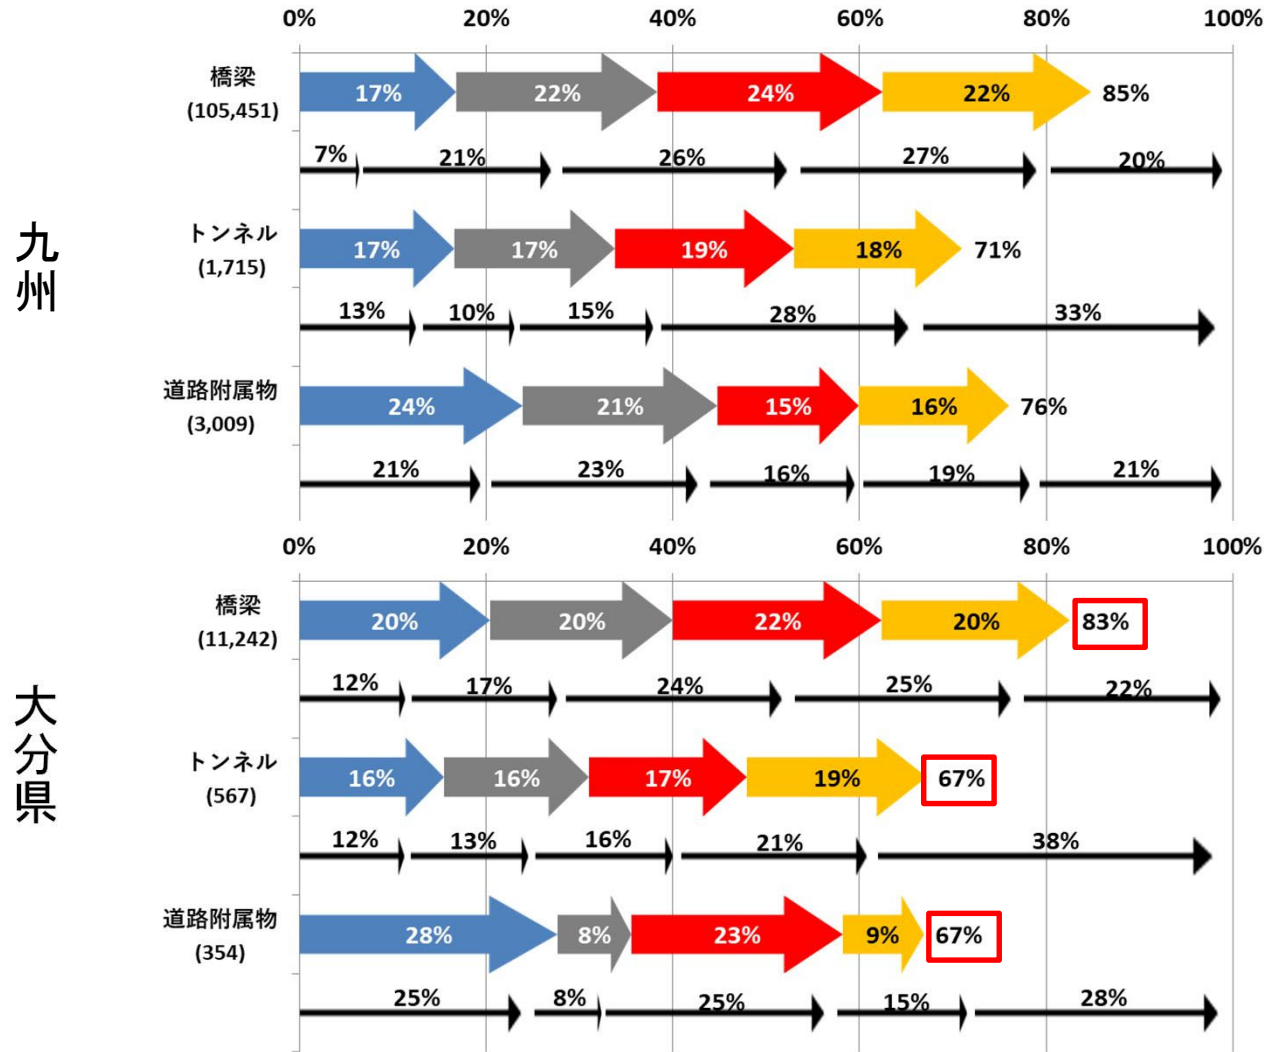 0% 20% 40% 60% 80% 100%
橋梁
(105,451)
17% 22% 24% 22% 85%
7% 21% 26% 27% 20%
九州
トンネル
(1,715)
17% 17% 19% 18% 71%
13% 10% 15% 28% 33%
道路附属物
(3,009)
24% 21% 15% 16% 76%
21% 23% 16% 19% 21%
0% 20% 40% 60% 80% 100%
橋梁
(11,242)
20% 20% 22% 20% 83%
12% 17% 24% 25% 22%
大分県
トンネル
(567)
16% 16% 17% 19% 67%
12% 13% 16% 21% 38%
道路附属物
(354)
28% 8% 23% 9% 67%
25% 8% 25% 15% 28%